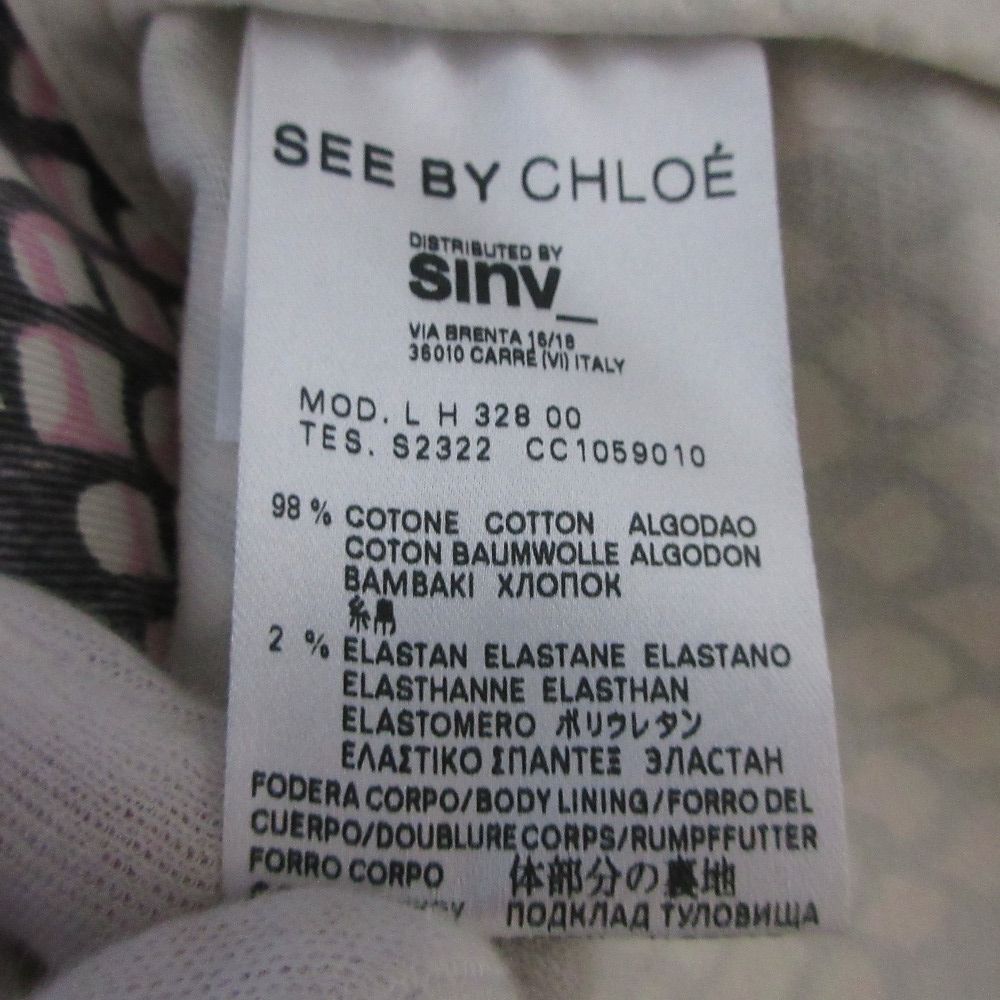 SEE BY CHLOÉ
DISTRIBUTED BY
sinv_
VIA BRENTA 16/18
36010 CARRÉ (VI) ITALY
MOD. L H 328 00
TES. S2322 CC1059010
98 % COTONE COTTON ALGODAO
COTON BAUMWOLLE ALGODON
BAMBAKI ХЛОПОК
綿
2 % ELASTAN ELASTANE ELASTANO
ELASTHANNE ELASTHAN
ELASTOMERO ポリウレタン
ΕΛΑΣΤΙΚΟ ΣΠΑΝΤΕΞ ЭЛАСТАН
FODERA CORPO/BODY LINING/FORRO DEL
CUERPO/DOUBLURE CORPS/RUMPFFUTTER
FORRO CORPO 体部分の裏地
ПОДКЛАД ТУЛОВИЩА